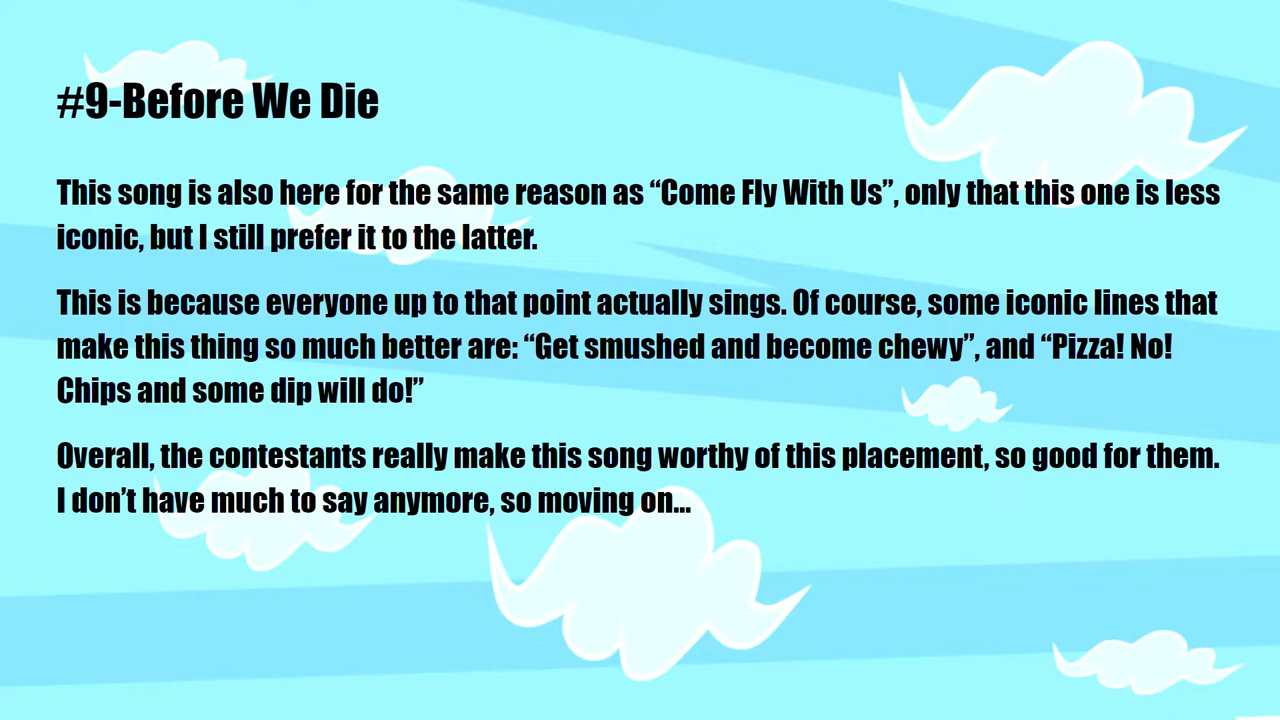 #9-Before We Die
This song is also here for the same reason as “Come Fly With Us”, only that this one is less
iconic, but I still prefer it to the latter.
This is because everyone up to that point actually sings. Of course, some iconic lines that
make this thing so much better are: “Get smushed and become chewy”, and “Pizza! No!
Chips and some dip will do!”
Overall, the contestants really make this song worthy of this placement, so good for them.
I don’t have much to say anymore, so moving on…